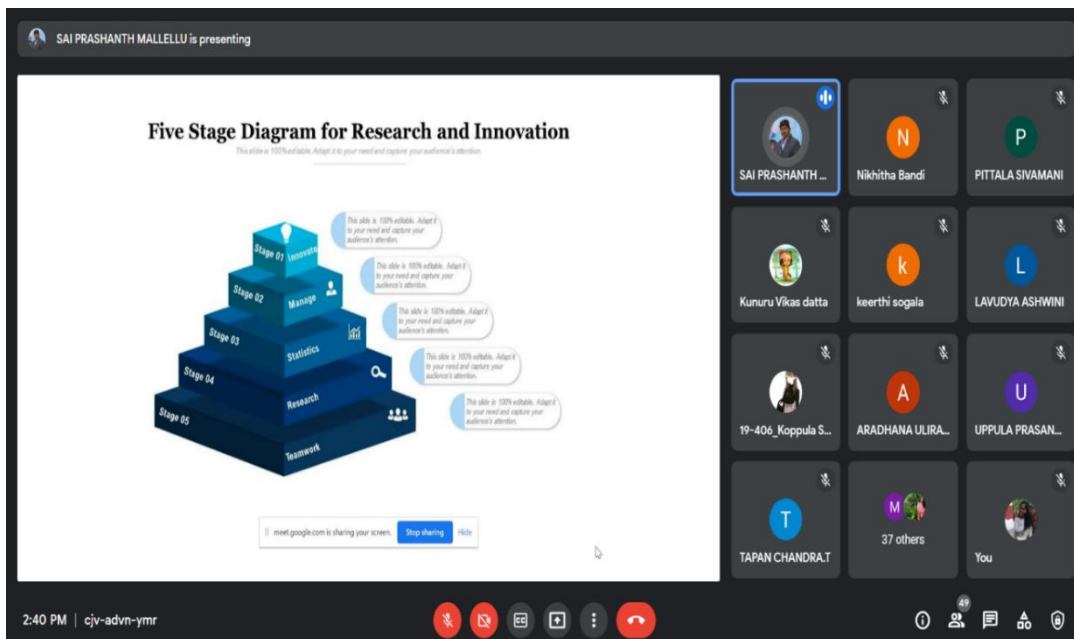 SAI PRASHANTH MALLELLU is presenting
Five Stage Diagram for Research and Innovation
This slide is 100% editable. Adapt it to your need and capture your audience's attention.
Stage 01 Innovate
This slide is 100% editable. Adapt it
to your need and capture your
audience's attention.
Stage 02 Manage
This slide is 100% editable. Adapt it
to your need and capture your
audience's attention.
Stage 03 Statistics
This slide is 100% editable. Adapt it
to your need and capture your
audience's attention.
Stage 04 Research
This slide is 100% editable. Adapt it
to your need and capture your
audience's attention.
Stage 05 Teamwork
This slide is 100% editable. Adapt it
to your need and capture your
audience's attention.
meet.google.com is sharing your screen. Stop sharing Hide
SAI PRASHANTH ...
N
Nikhitha Bandi
P
PITTALA SIVAMANI
Kunuru Vikas datta
k
keerthi sogala
L
LAVUDYA ASHWINI
19-406_Koppula S...
A
ARADHANA ULIRA...
U
UPPULA PRASAN...
T
TAPAN CHANDRA.T
M
37 others
You
2:40 PM | cjv-advn-ymr
CC
49